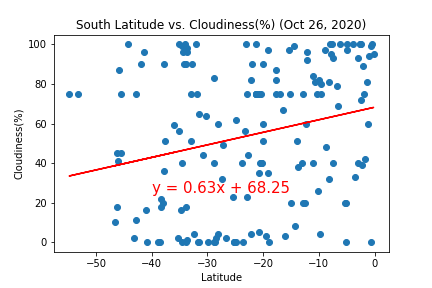 South Latitude vs. Cloudiness(%) (Oct 26, 2020)
100
80
60
40
20
0
Cloudiness(%)
y = 0.63x + 68.25
−50 −40 −30 −20 −10 0
Latitude